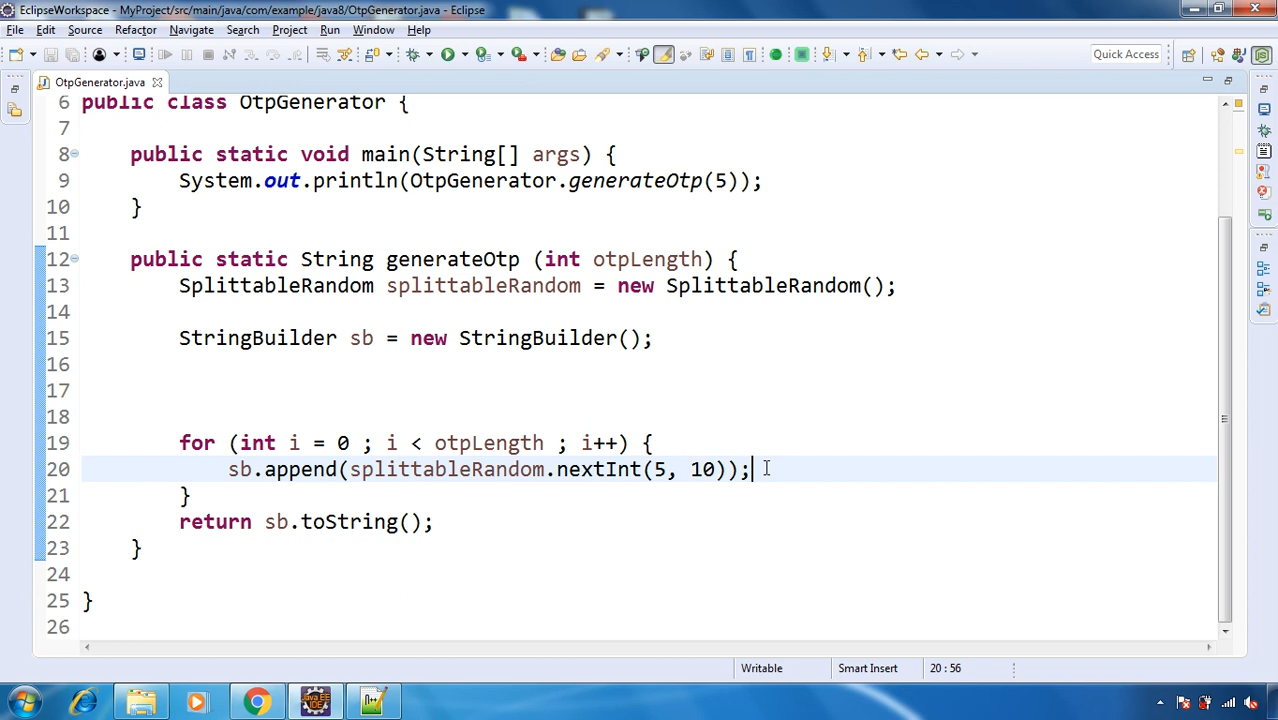 EclipseWorkspace - MyProject/src/main/java/com/example/java8/OtpGenerator.java - Eclipse
File Edit Source Refactor Navigate Search Project Run Window Help
Quick Access
OtpGenerator.java
6 public class OtpGenerator {
7
8 public static void main(String[] args) {
9 System.out.println(OtpGenerator.generateOtp(5));
10 }
11
12 public static String generateOtp (int otpLength) {
13 SplittableRandom splittableRandom = new SplittableRandom();
14
15 StringBuilder sb = new StringBuilder();
16
17
18
19 for (int i = 0 ; i < otpLength ; i++) {
20 sb.append(splittableRandom.nextInt(5, 10));
21 }
22 return sb.toString();
23 }
24
25 }
26
Writable Smart Insert 20 : 56
Java EE
IDE